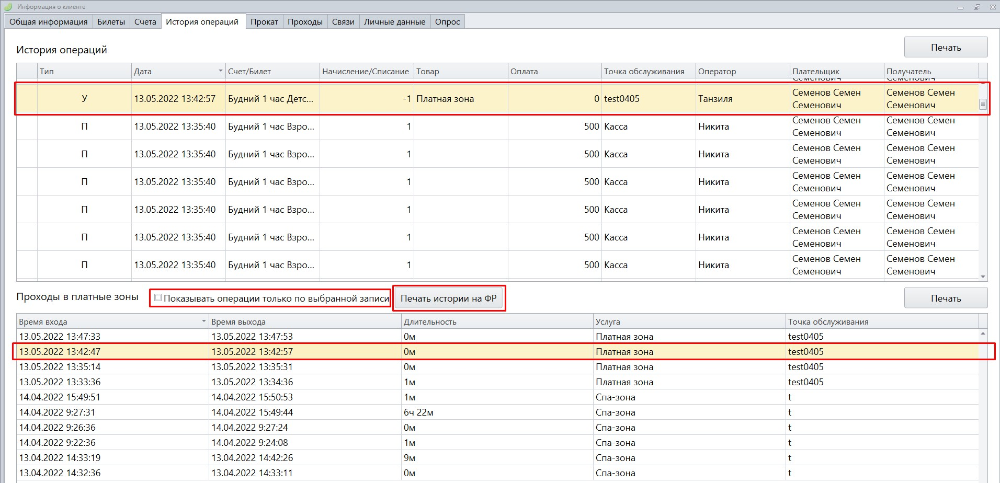 Информация о клиенте
Общая информация Билеты Счета История операций Прокат Проходы Связи Личные данные Опрос
История операций Печать
Тип Дата Счет/Билет Начисление/Списание Товар Оплата Точка обслуживания Оператор Плательщик Получатель
Семенович Семенович
У 13.05.2022 13:42:57 Будний 1 час Детс... -1 Платная зона 0 test0405 Танзиля Семенов Семен Семенов Семен
Семенович Семенович
П 13.05.2022 13:35:40 Будний 1 час Взро... 1 500 Касса Никита Семенов Семен Семенов Семен
Семенович Семенович
П 13.05.2022 13:35:40 Будний 1 час Взро... 1 500 Касса Никита Семенов Семен Семенов Семен
Семенович Семенович
П 13.05.2022 13:35:40 Будний 1 час Взро... 1 500 Касса Никита Семенов Семен Семенов Семен
Семенович Семенович
П 13.05.2022 13:35:40 Будний 1 час Взро... 1 500 Касса Никита Семенов Семен Семенов Семен
Семенович Семенович
П 13.05.2022 13:35:40 Будний 1 час Взро... 1 500 Касса Никита Семенов Семен Семенов Семен
Семенович Семенович
П 13.05.2022 13:35:40 Будний 1 час Взро... 1 500 Касса Никита Семенов Семен Семенов Семен
Семенович Семенович
Проходы в платные зоны Показывать операции только по выбранной записи Печать истории на ФР Печать
Время входа Время выхода Длительность Услуга Точка обслуживания
13.05.2022 13:47:33 13.05.2022 13:47:53 0м Платная зона test0405
13.05.2022 13:42:47 13.05.2022 13:42:57 0м Платная зона test0405
13.05.2022 13:35:14 13.05.2022 13:35:31 0м Платная зона test0405
13.05.2022 13:33:36 13.05.2022 13:34:36 1м Платная зона test0405
14.04.2022 15:49:51 14.04.2022 15:50:53 1м Спа-зона t
14.04.2022 9:27:31 14.04.2022 15:49:44 6ч 22м Спа-зона t
14.04.2022 9:26:36 14.04.2022 9:27:24 0м Спа-зона t
14.04.2022 9:22:36 14.04.2022 9:24:08 1м Спа-зона t
13.04.2022 14:33:19 13.04.2022 14:42:26 9м Спа-зона t
13.04.2022 14:32:36 13.04.2022 14:33:11 0м Спа-зона t